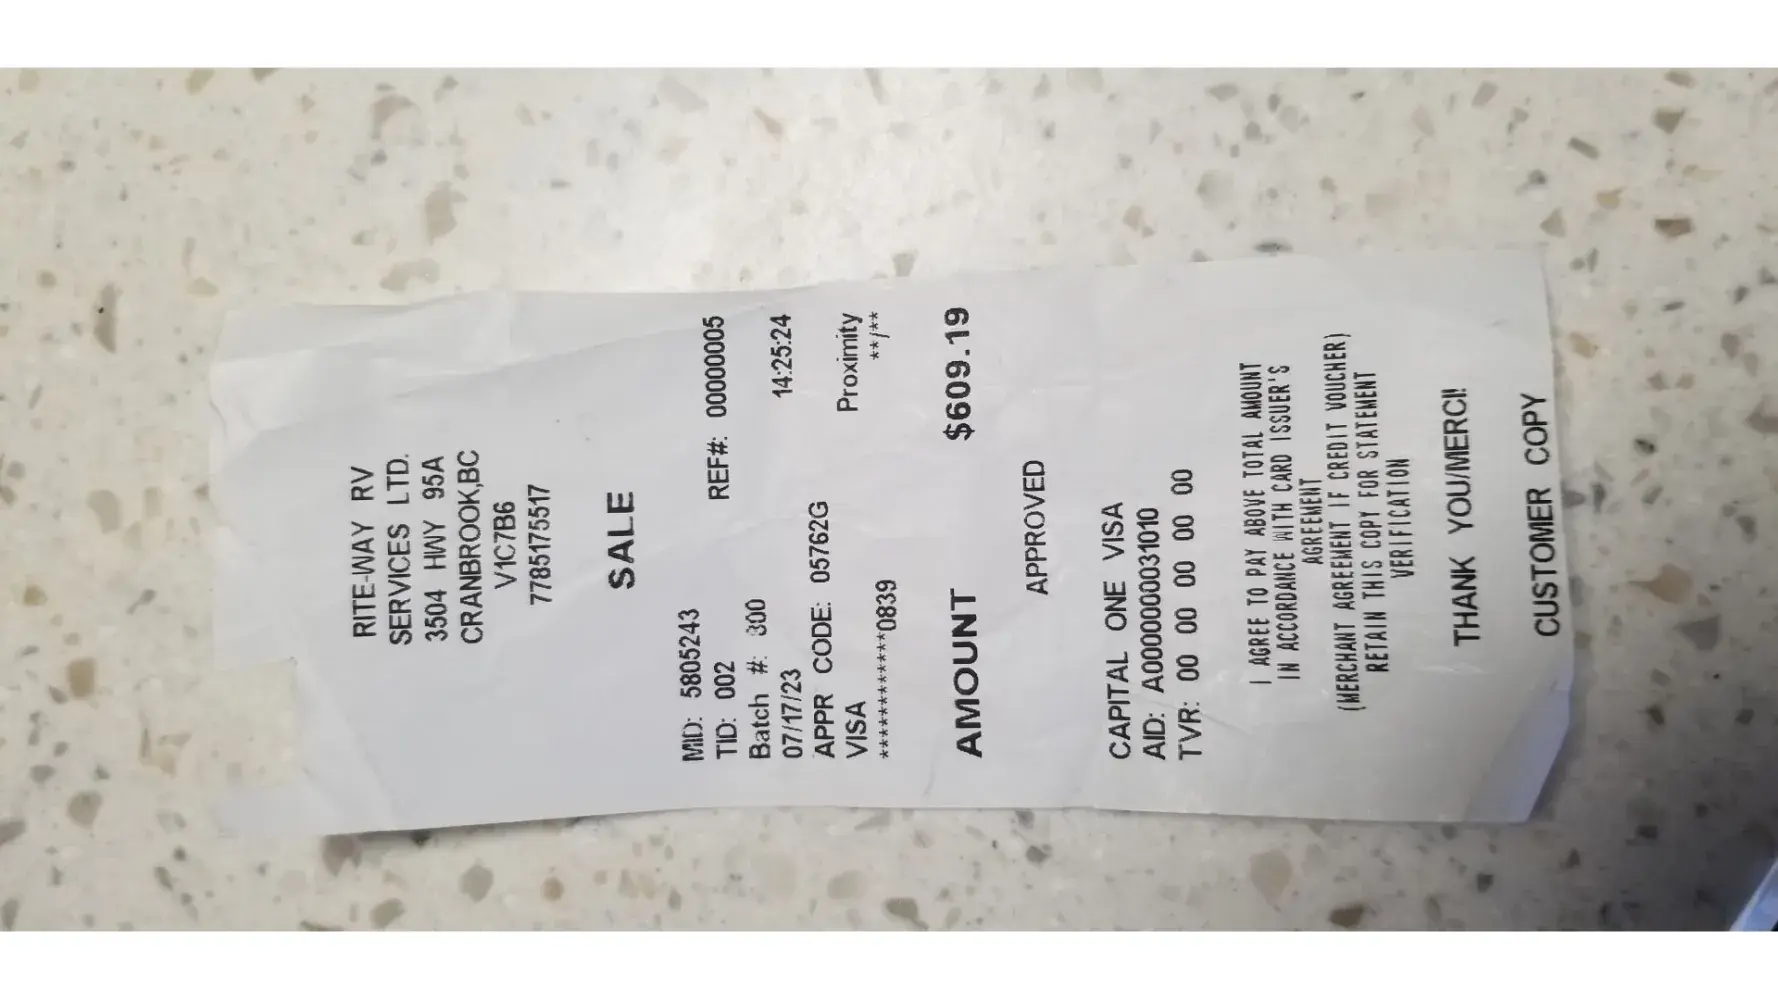 RITE-WAY RV
SERVICES LTD.
3504 HWY 95A
CRANBROOK,BC
V1C7B6
7785175517
SALE
MID: 5805243
TID: 002 REF#: 00000005
Batch #: 300
07/17/23 14:25:24
APPR CODE: 05762G
VISA Proximity
************0839 **/**
AMOUNT $609.19
APPROVED
CAPITAL ONE VISA
AID: A0000000031010
TVR: 00 00 00 00 00
I AGREE TO PAY ABOVE TOTAL AMOUNT
IN ACCORDANCE WITH CARD ISSUER'S
AGREEMENT
(MERCHANT AGREEMENT IF CREDIT VOUCHER)
RETAIN THIS COPY FOR STATEMENT
VERIFICATION
THANK YOU/MERCI!
CUSTOMER COPY